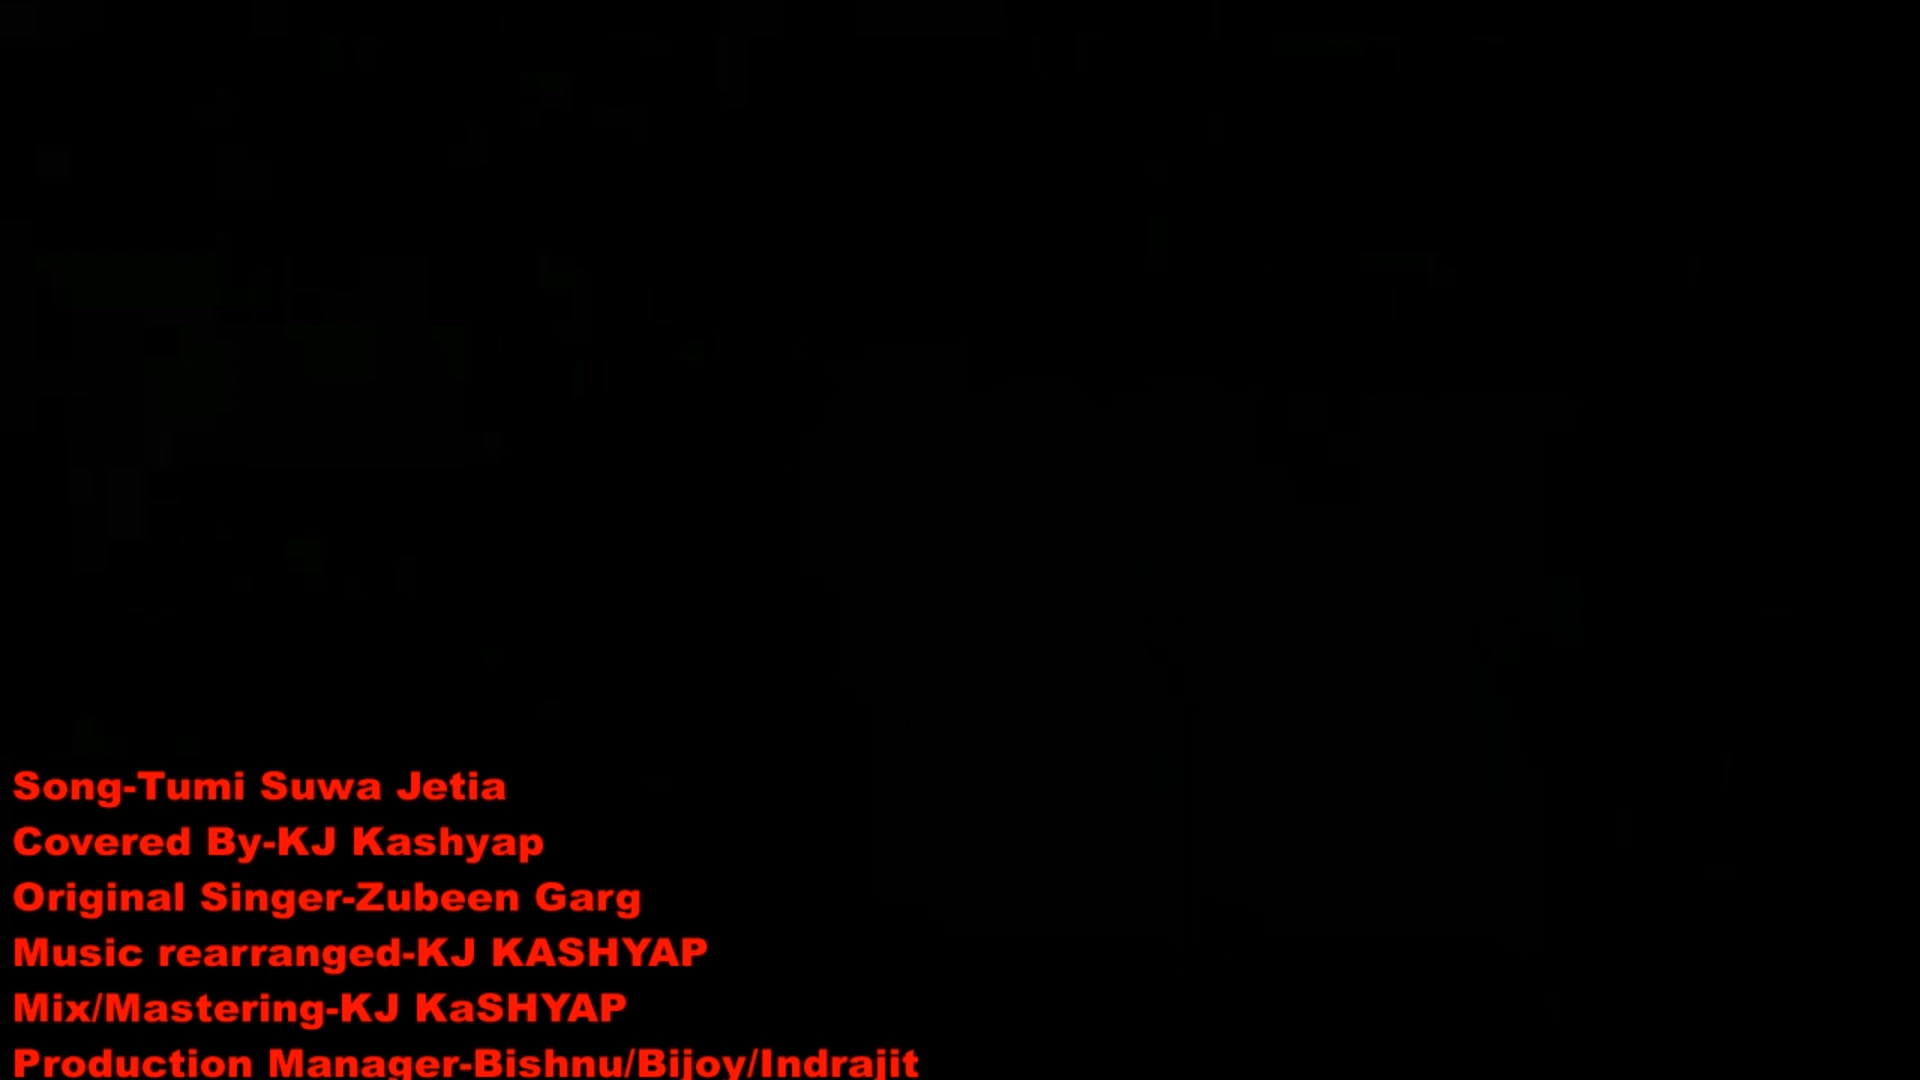 Song-Tumi Suwa Jetia
Covered By-KJ Kashyap
Original Singer-Zubeen Garg
Music rearranged-KJ KASHYAP
Mix/Mastering-KJ KaSHYAP
Production Manager-Bishnu/Bijoy/Indrajit